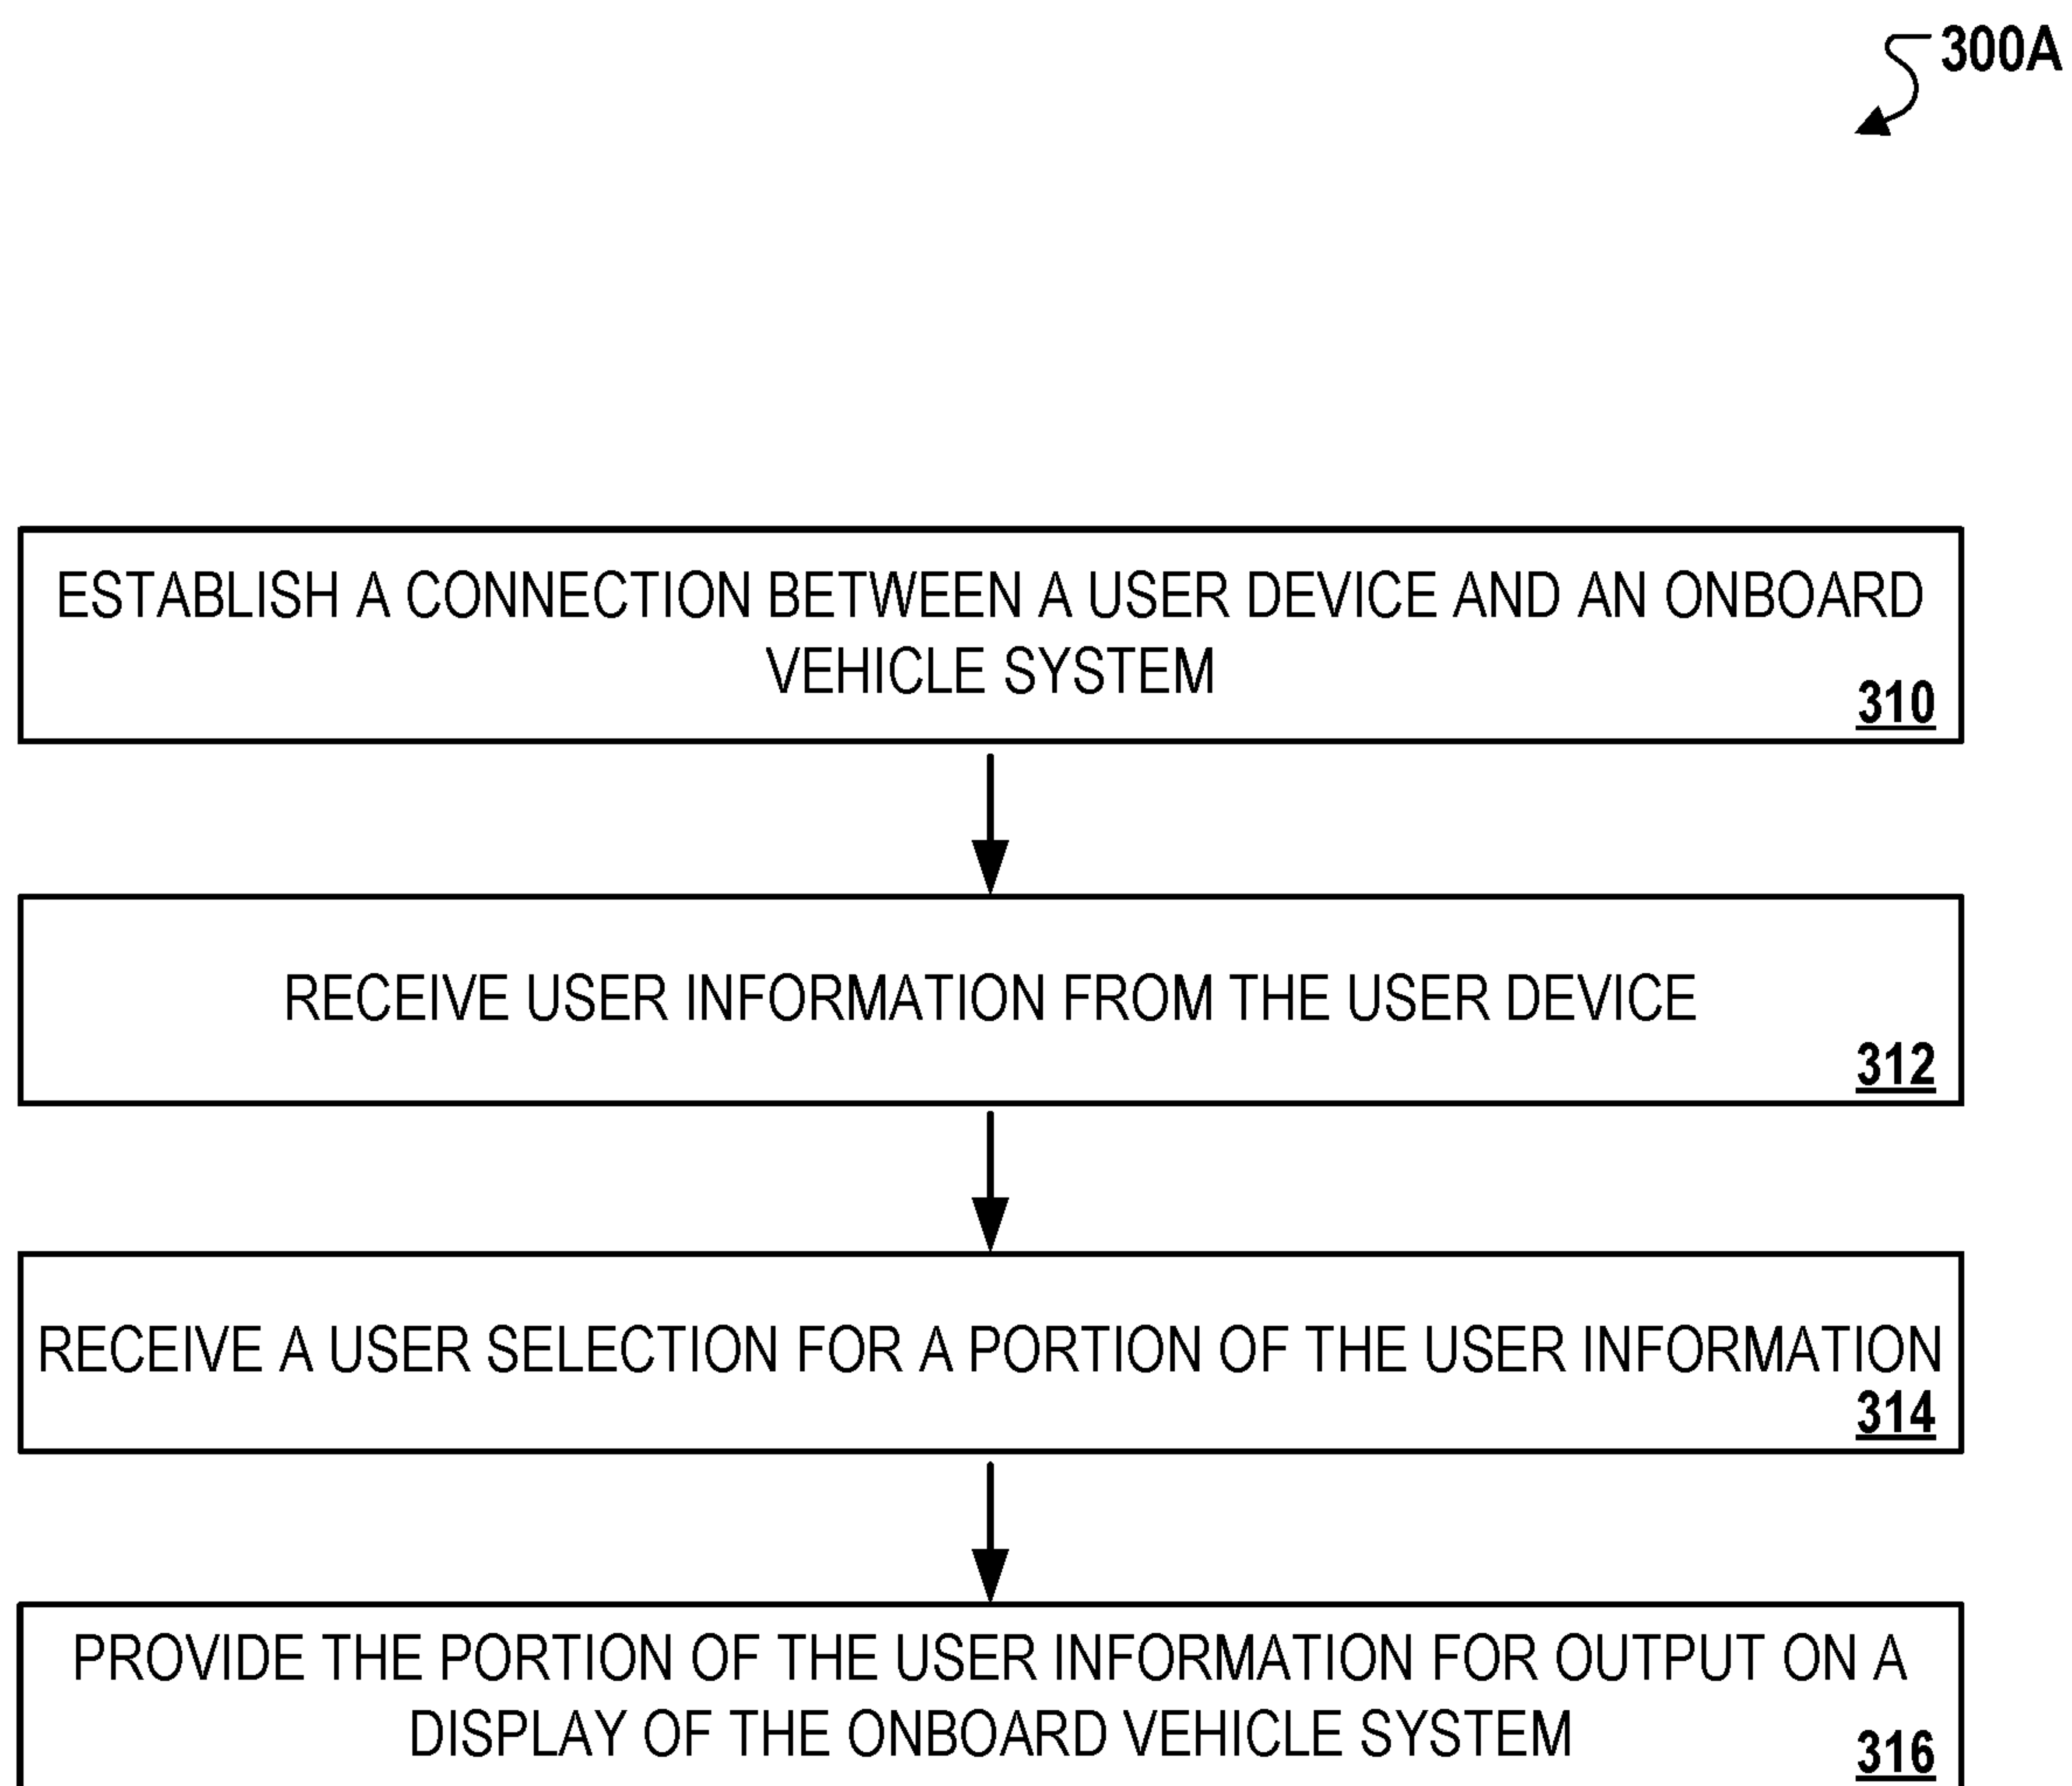 300A
ESTABLISH A CONNECTION BETWEEN A USER DEVICE AND AN ONBOARD
VEHICLE SYSTEM
310
RECEIVE USER INFORMATION FROM THE USER DEVICE
312
RECEIVE A USER SELECTION FOR A PORTION OF THE USER INFORMATION
314
PROVIDE THE PORTION OF THE USER INFORMATION FOR OUTPUT ON A
DISPLAY OF THE ONBOARD VEHICLE SYSTEM
316